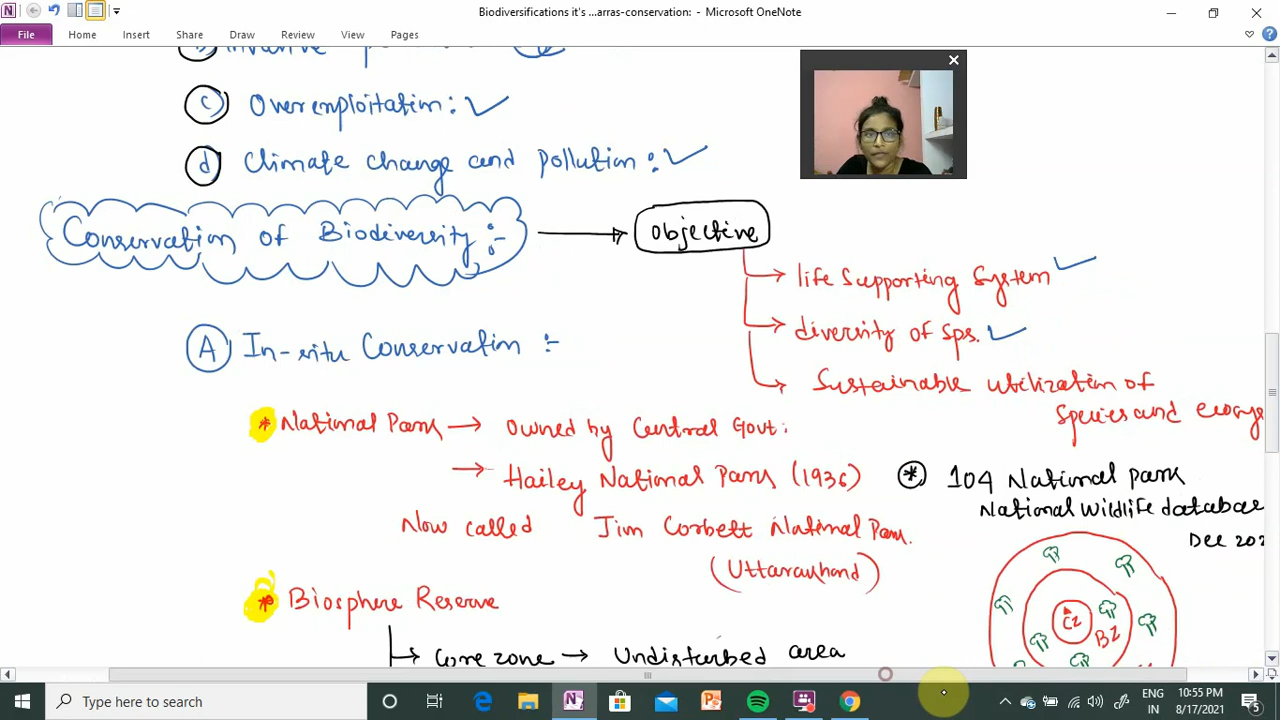 Biodiversifications it's ...arras-conservation: - Microsoft OneNote
File Home Insert Share Draw Review View Pages
c) Overexploitation:
d) Climate change and pollution:
Conservation of Biodiversity :-
Objective
life supporting system
diversity of sps.
Sustainable utilization of
species and
A In-situ Conservation :-
* National Park → owned by Central Govt:
→ Hailey National Park (1936)
Now called Jim Corbett National Park.
(Uttarakhand)
* 104 National park
National Wildlife database
Dec
* Biosphere Reserve
Core zone → Undisturbed area
CZ
BZ
Type here to search
ENG
IN
10:55 PM
8/17/2021
5